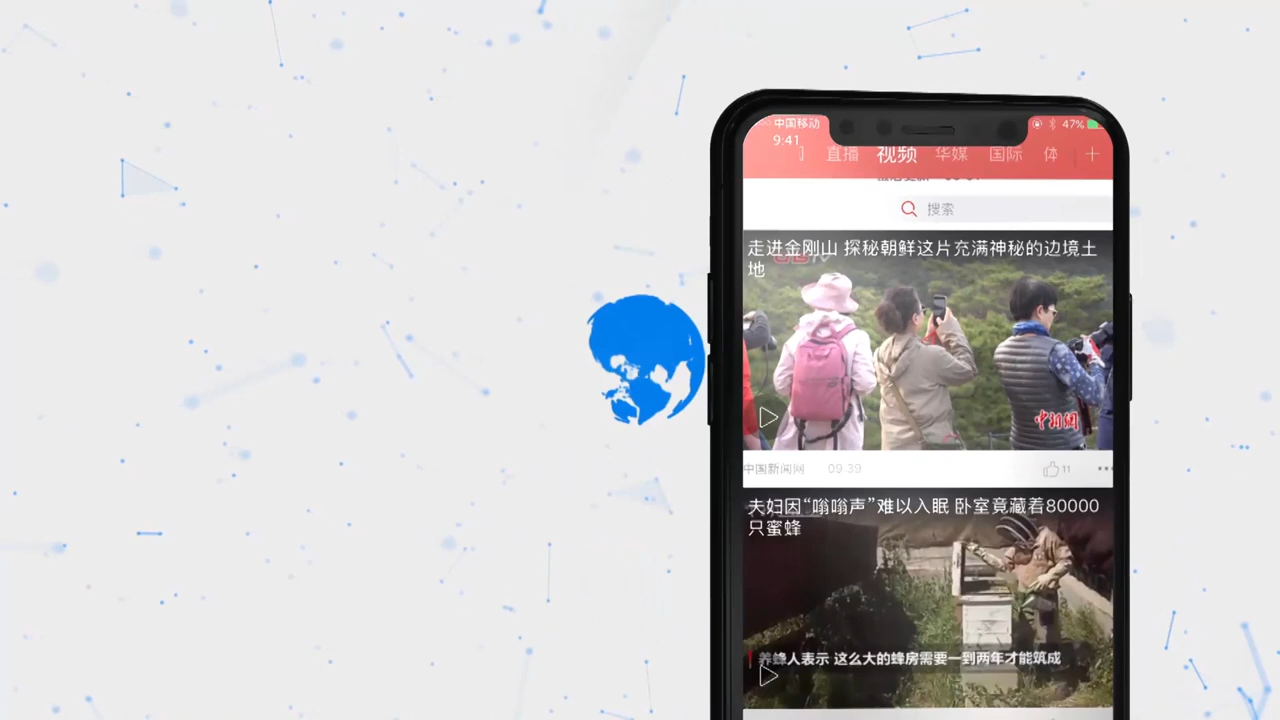 中国移动
47%
9:41
直播 视频 华媒 国际 体
搜索
走进金刚山 探秘朝鲜这片充满神秘的边境土
地
中新网
中国新闻网 09:39
11
夫妇因“嗡嗡声”难以入眠 卧室竟藏着80000
只蜜蜂
养蜂人表示 这么大的蜂房需要一到两年才能筑成